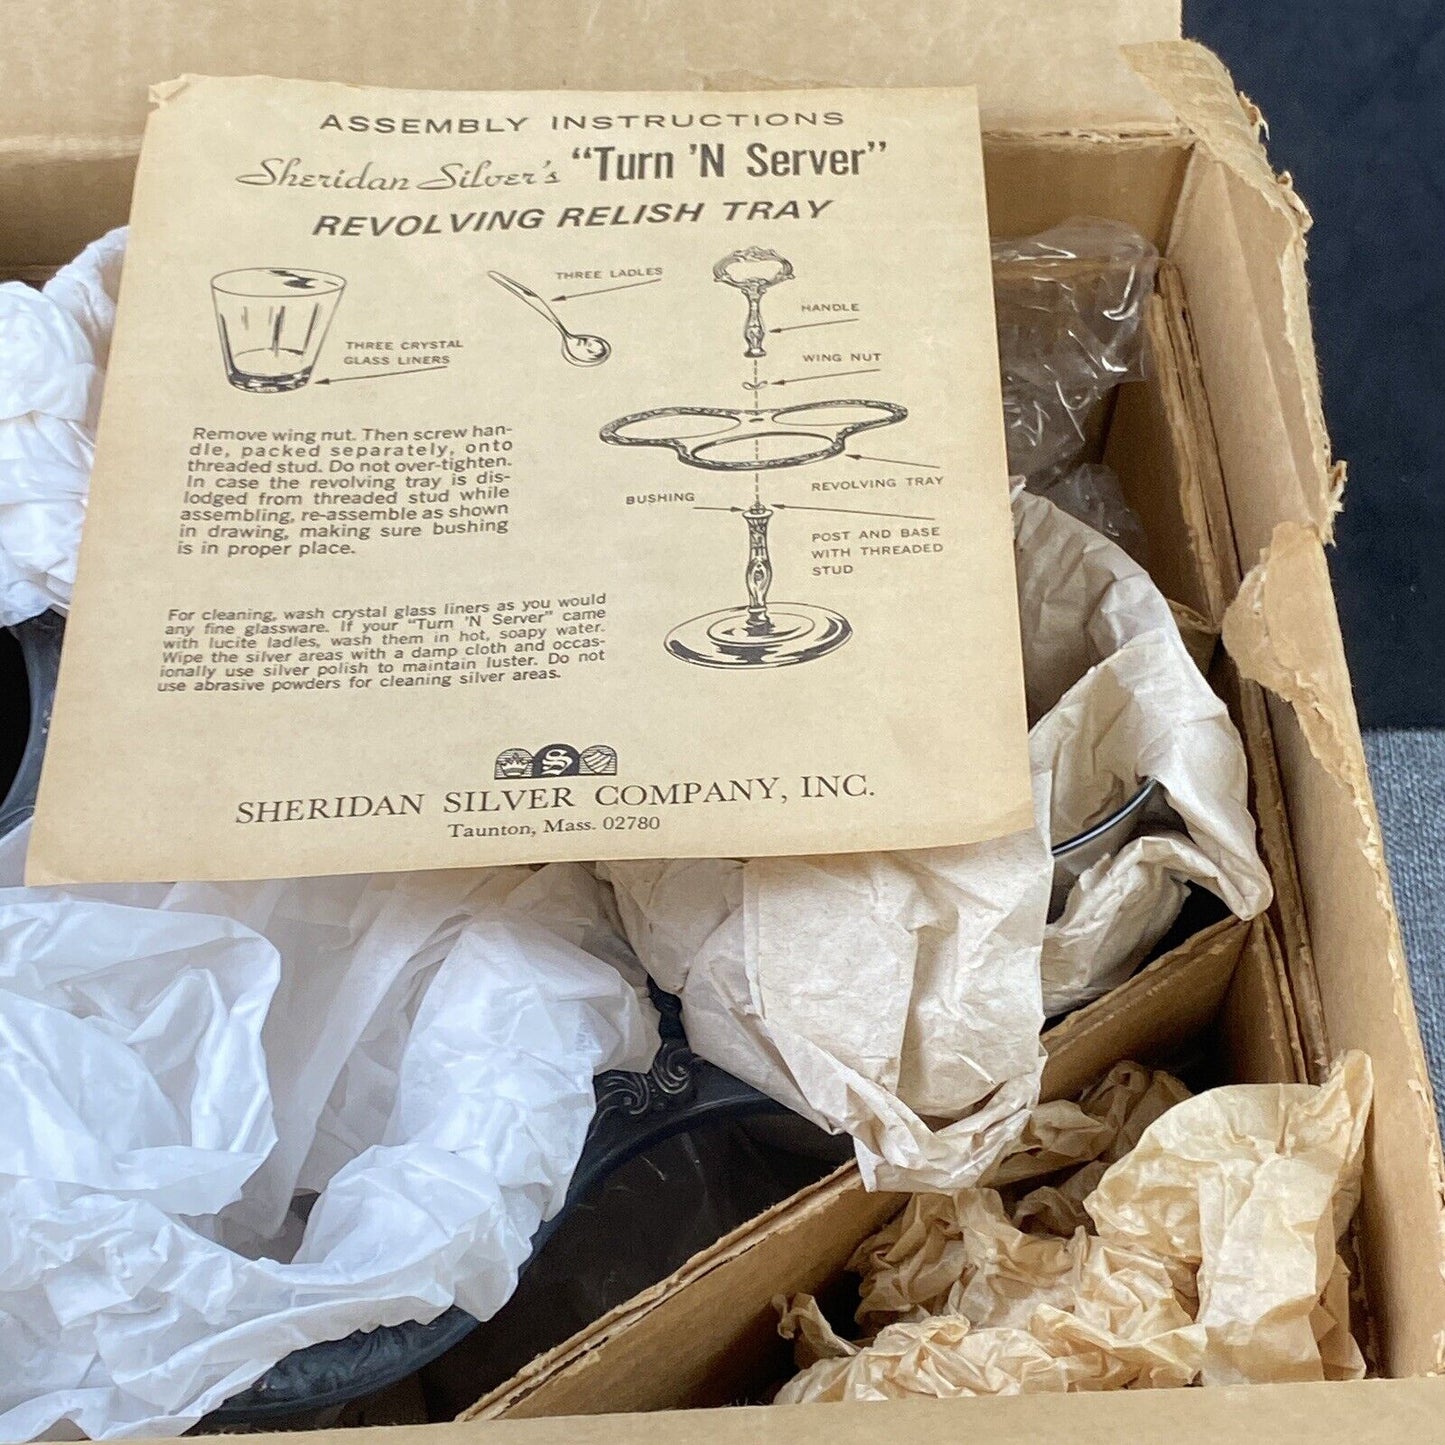 ASSEMBLY INSTRUCTIONS
Sheridan Silver's “Turn 'N Server”
REVOLVING RELISH TRAY
THREE LADLES
HANDLE
THREE CRYSTAL
GLASS LINERS
WING NUT
Remove wing nut. Then screw han-
dle, packed separately, onto
threaded stud. Do not over-tighten.
In case the revolving tray is dis-
lodged from threaded stud while
assembling, re-assemble as shown
in drawing, making sure bushing
is in proper place.
REVOLVING TRAY
BUSHING
POST AND BASE
WITH THREADED
STUD
For cleaning, wash crystal glass liners as you would
any fine glassware. If your “Turn 'N Server” came
with lucite ladles, wash them in hot, soapy water.
Wipe the silver areas with a damp cloth and occas-
ionally use silver polish to maintain luster. Do not
use abrasive powders for cleaning silver areas.
S
SHERIDAN SILVER COMPANY, INC.
Taunton, Mass. 02780